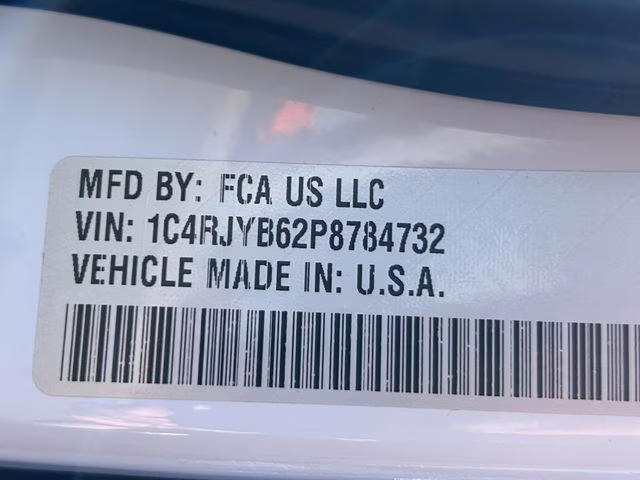 MFD BY: FCA US LLC
VIN: 1C4RJYB62P8784732
VEHICLE MADE IN: U.S.A.